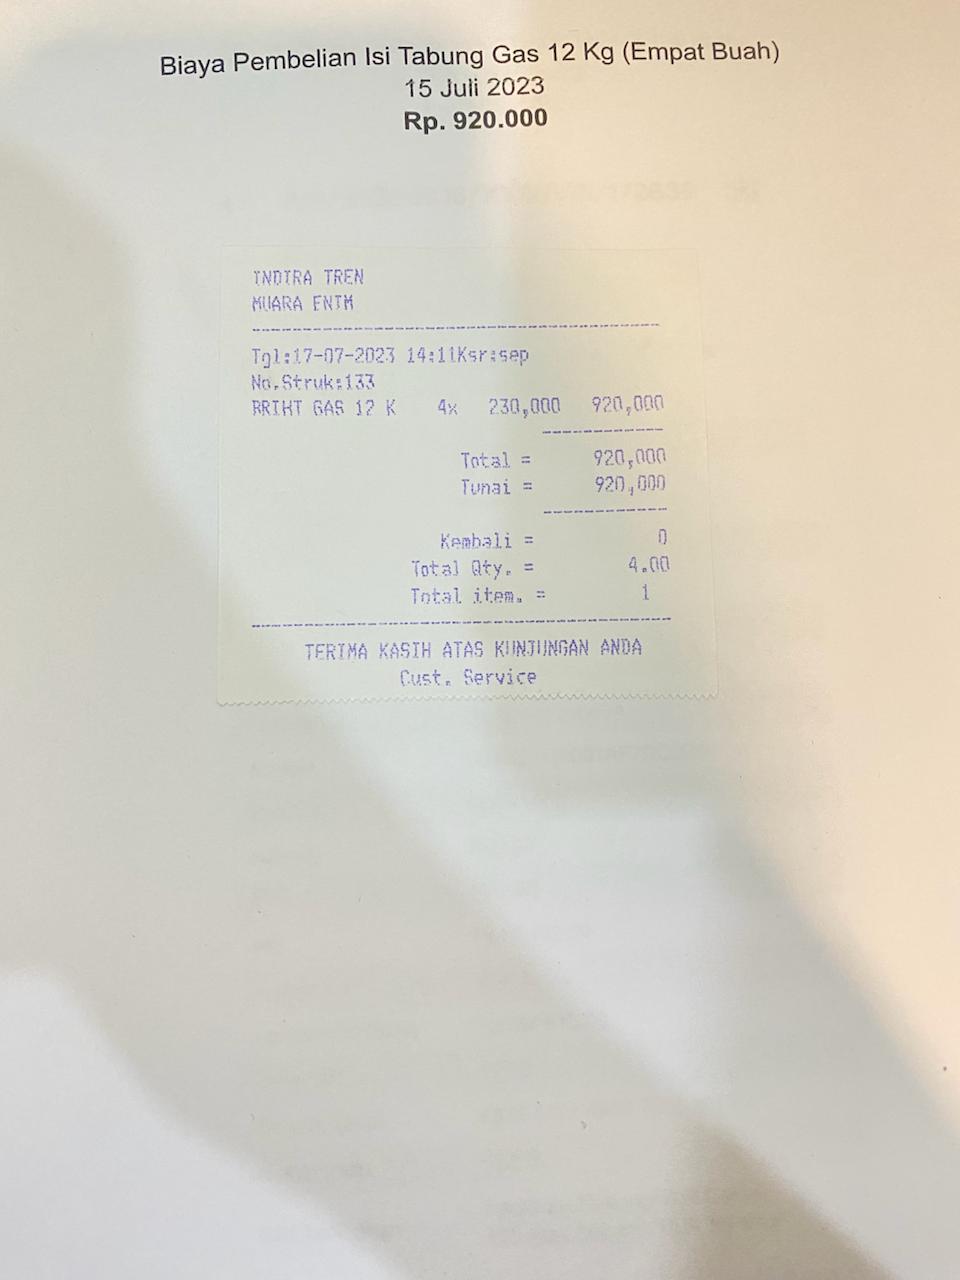 Biaya Pembelian Isi Tabung Gas 12 Kg (Empat Buah)
15 Juli 2023
Rp. 920.000
INDIRA TREN
MUARA ENIM
Tgl:17-07-2023 14:11Ksr:sep
No.Struk:133
BRIHT GAS 12 K 4x 230,000 920,000
Total = 920,000
Tunai = 920,000
Kembali = 0
Total Qty. = 4.00
Total item. = 1
TERIMA KASIH ATAS KUNJUNGAN ANDA
Cust. Service